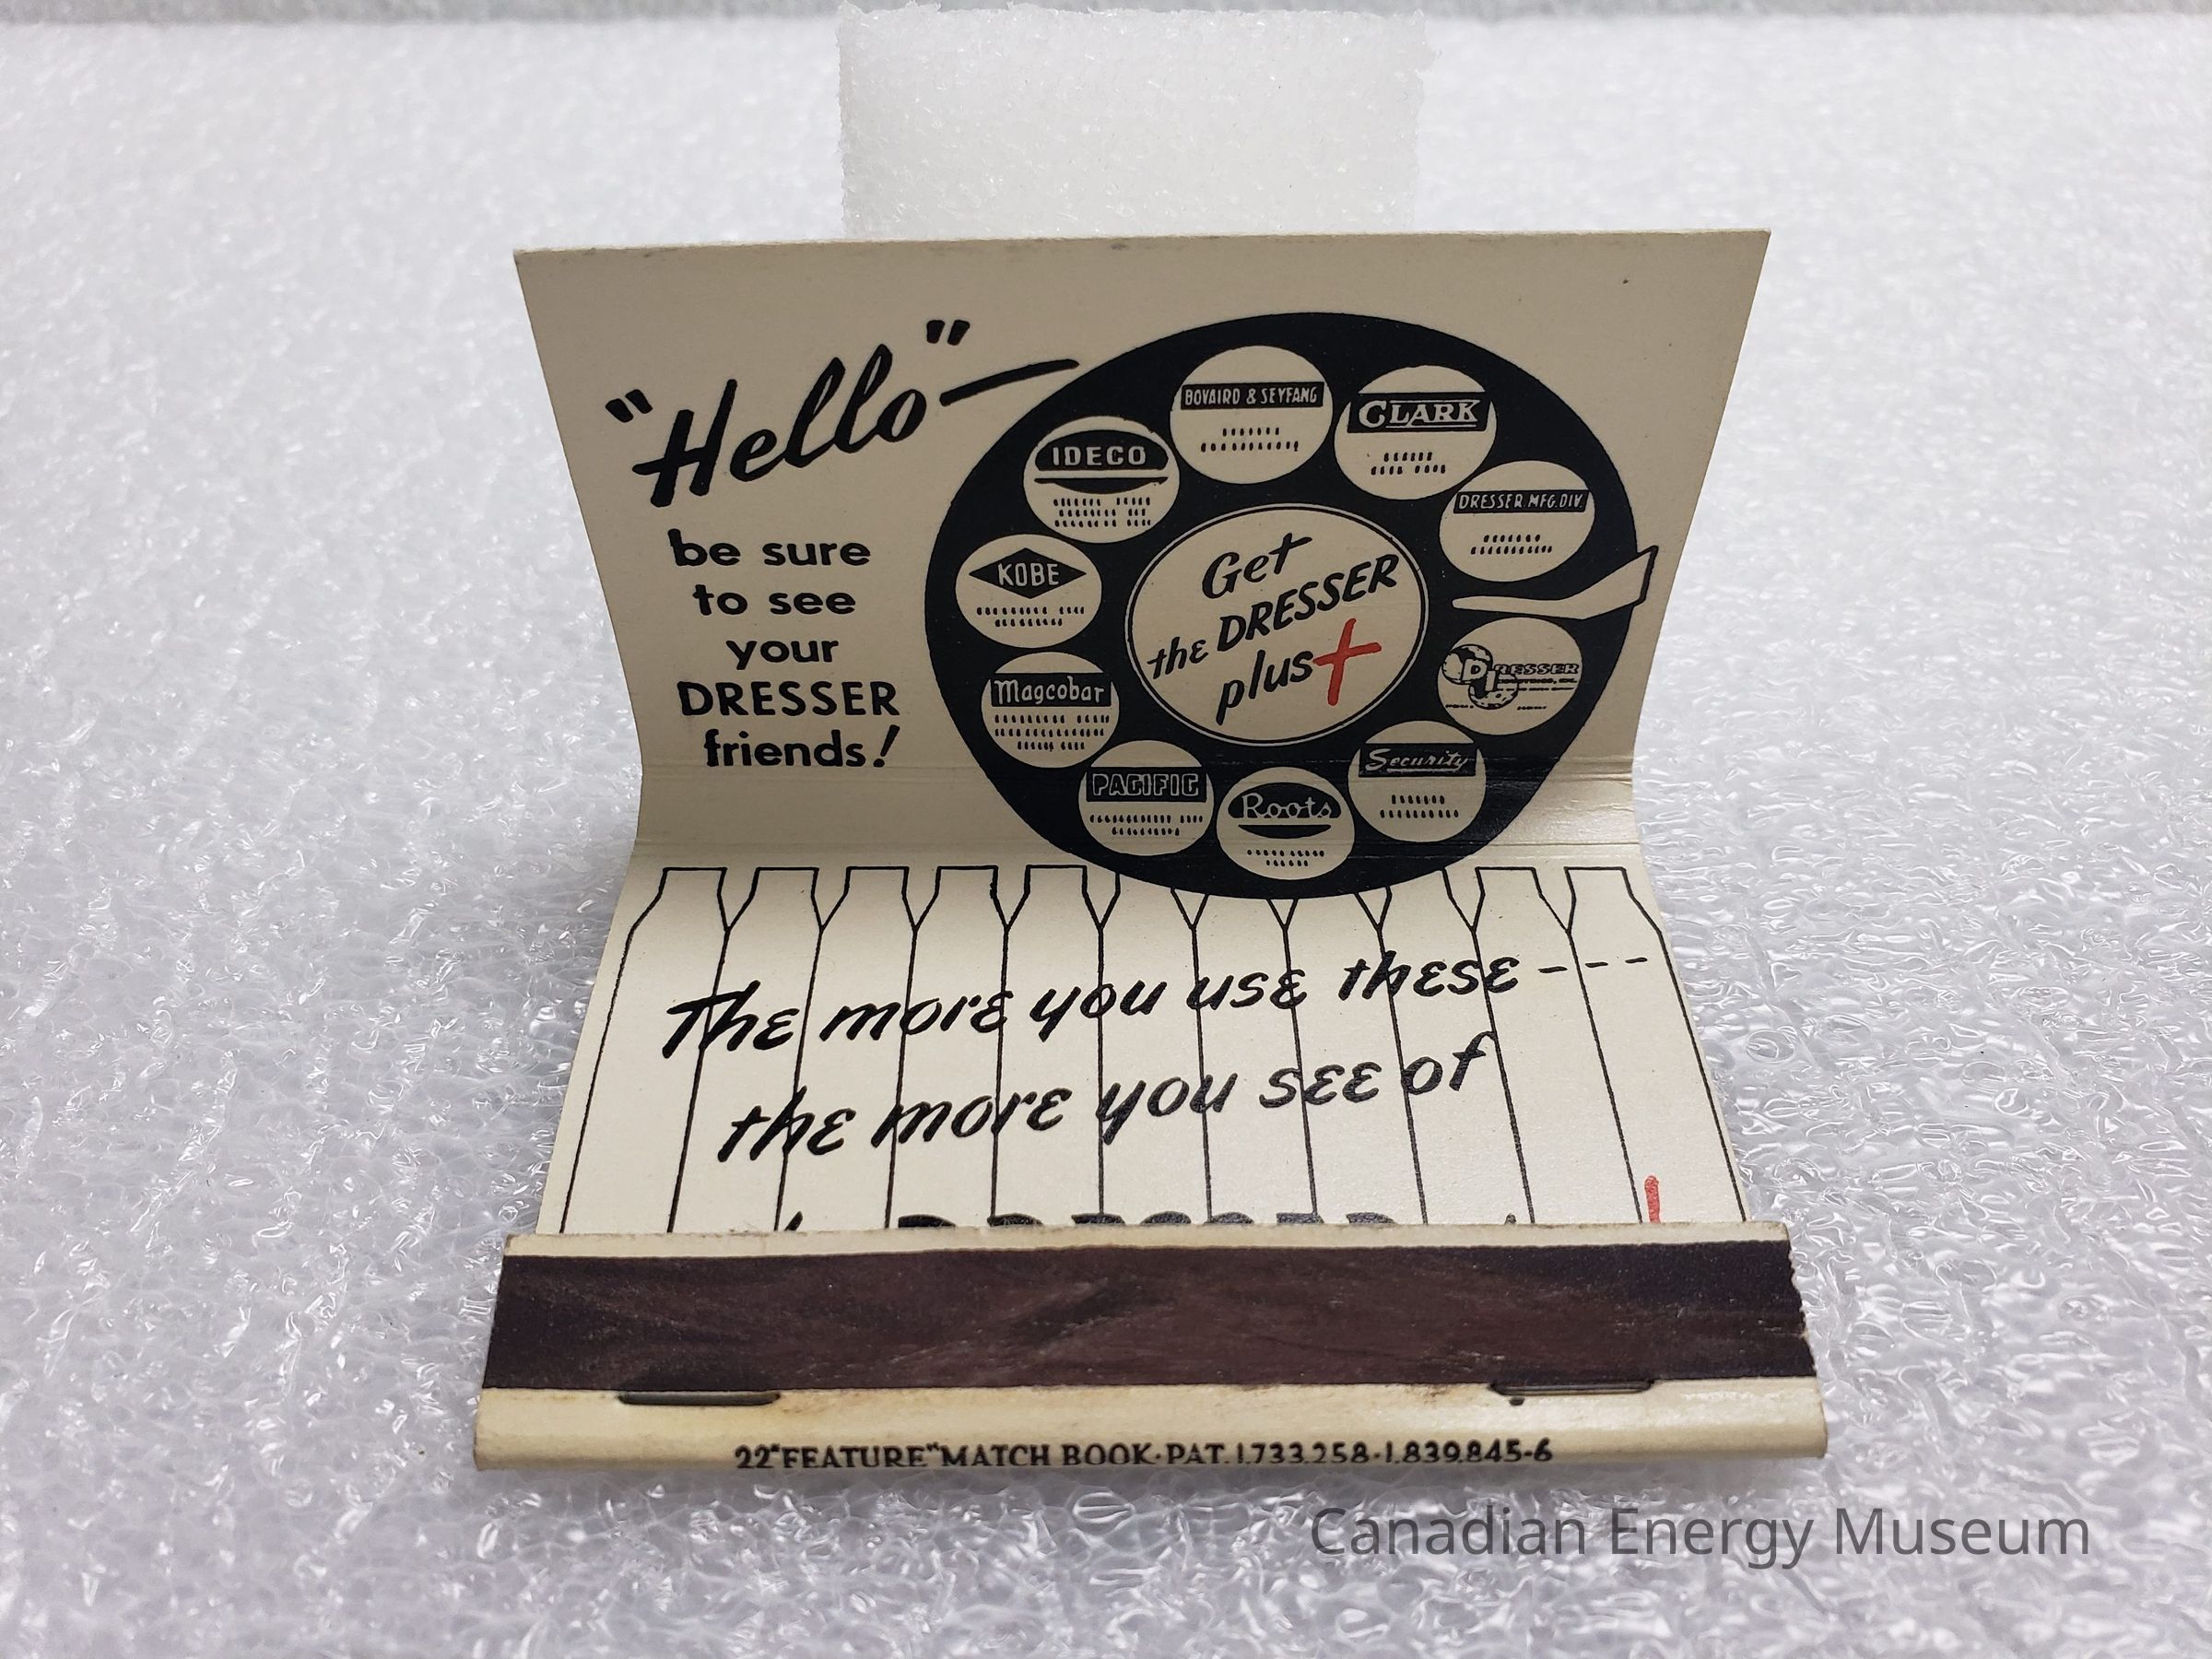 "Hello"—
be sure
to see
your
DRESSER
friends!
BOVAIRD & SEYFANG
CLARK
IDECO
DRESSER MFG. DIV.
KOBE
Get
the DRESSER
plus+
DRESSER
Magcobar
Security
PACIFIC
Roots
The more you use these---
the more you see of
DRESSER
22 "FEATURE" MATCH BOOK·PAT. 1,733,258·1,839,845-6
Canadian Energy Museum